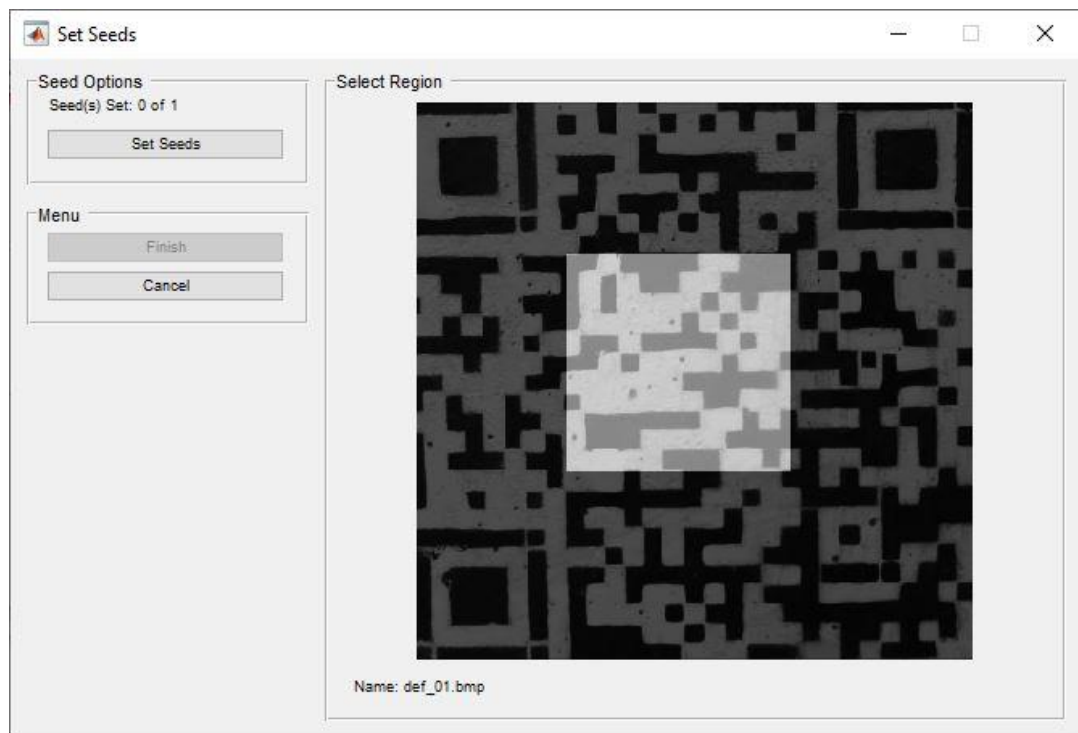 Set Seeds
Seed Options
Seed(s) Set: 0 of 1
Set Seeds
Menu
Finish
Cancel
Select Region
Name: def_01.bmp